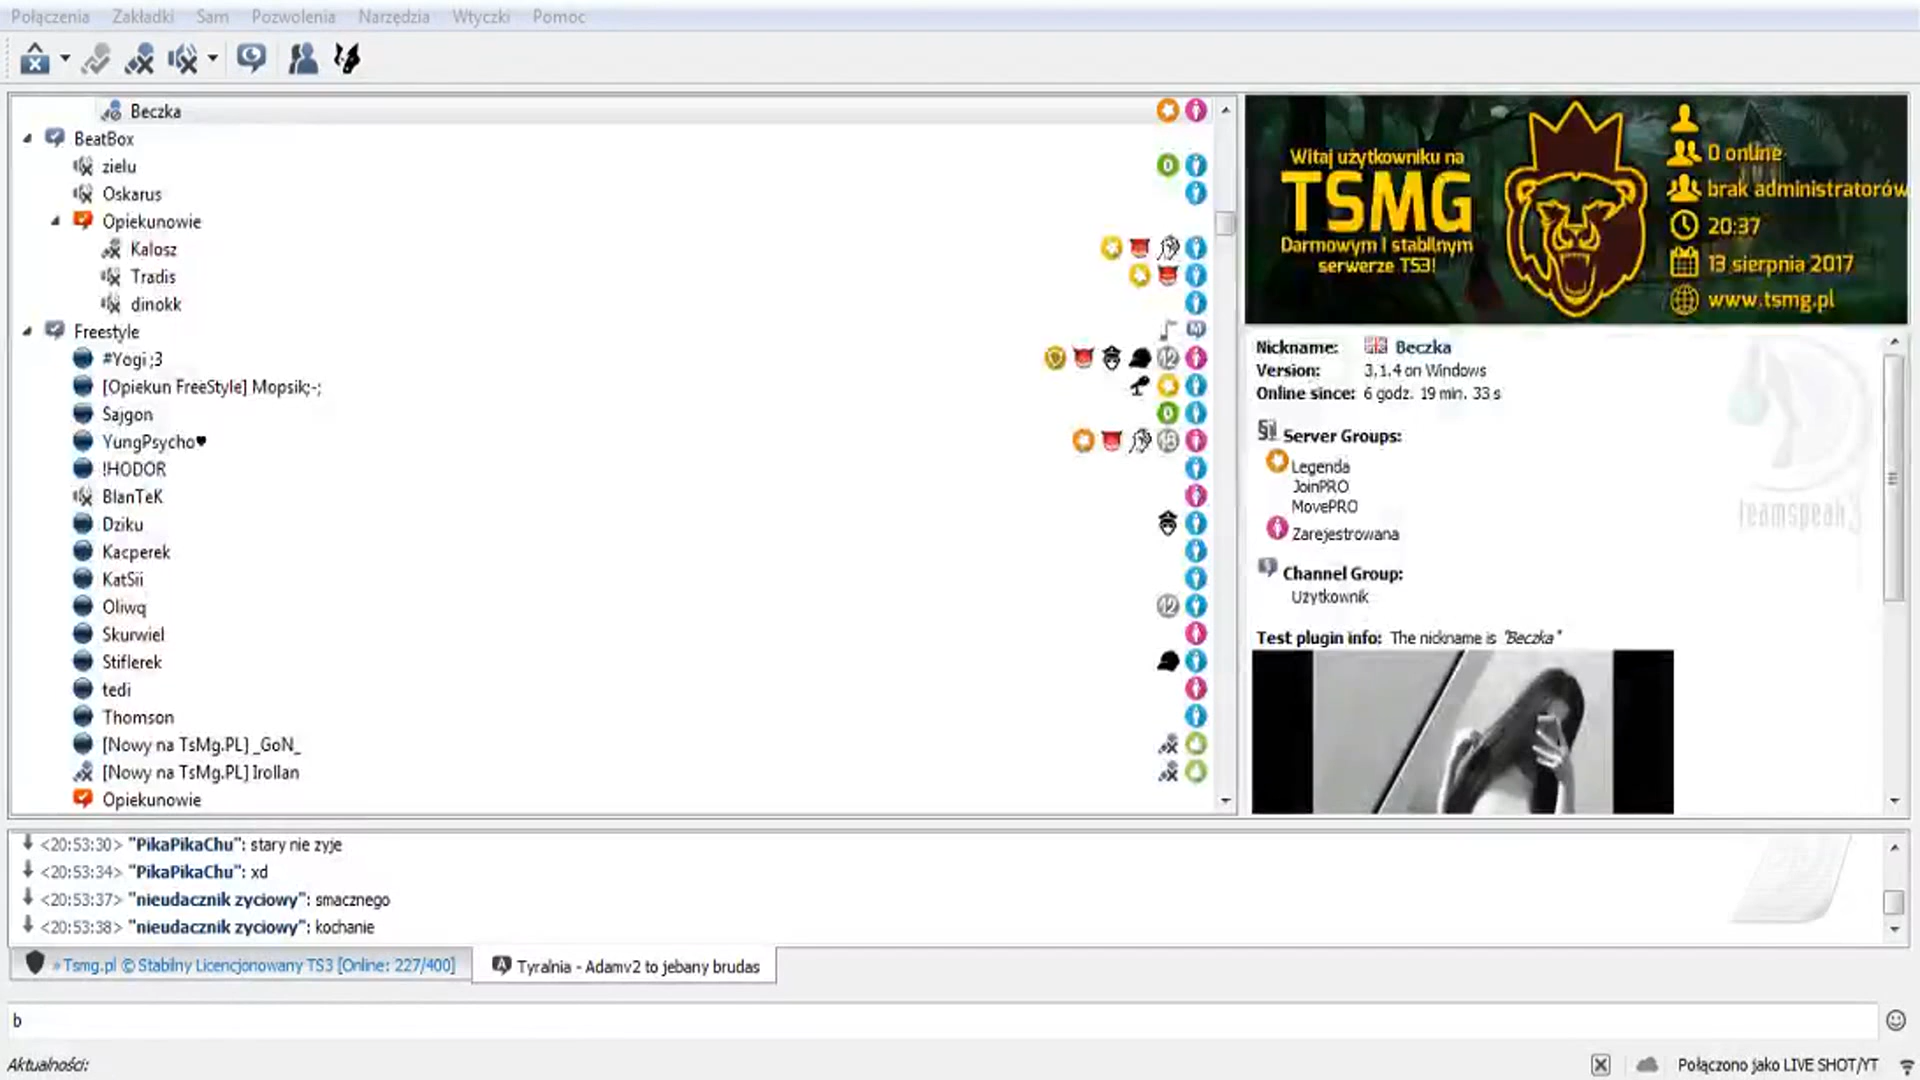 Połączenia Zakładki Sam Pozwolenia Narzędzia Wtyczki Pomoc
Beczka
BeatBox
zielu
Oskarus
Opiekunowie
Kalosz
Tradis
dinokk
Freestyle
#Yogi ;3
[Opiekun FreeStyle] Mopsik;-;
Sajgon
YungPsycho♥
!HODOR
BlanTeK
Dziku
Kacperek
KatSii
Oliwq
Skurwiel
Stiflerek
tedi
Thomson
[Nowy na TsMg.PL] _GoN_
[Nowy na TsMg.PL] Irollan
Opiekunowie
Witaj użytkowniku na
TSMG
Darmowym i stabilnym
serwerze TS3!
0 online
brak administratorów
20:37
13 sierpnia 2017
www.tsmg.pl
Nickname: Beczka
Version: 3.1.4 on Windows
Online since: 6 godz. 19 min. 33 s
Server Groups:
Legenda
JoinPRO
MovePRO
Zarejestrowana
Channel Group:
Użytkownik
Test plugin info: The nickname is "Beczka"
teamspeak3
<20:53:30> "PikaPikaChu": stary nie zyje
<20:53:34> "PikaPikaChu": xd
<20:53:37> "nieudacznik zyciowy": smacznego
<20:53:38> "nieudacznik zyciowy": kochanie
» Tsmg.pl © Stabilny Licencjonowany TS3 [Online: 227/400]
Tyralnia - Adamv2 to jebany brudas
b
Aktualności:
Połączono jako LIVE SHOT/YT